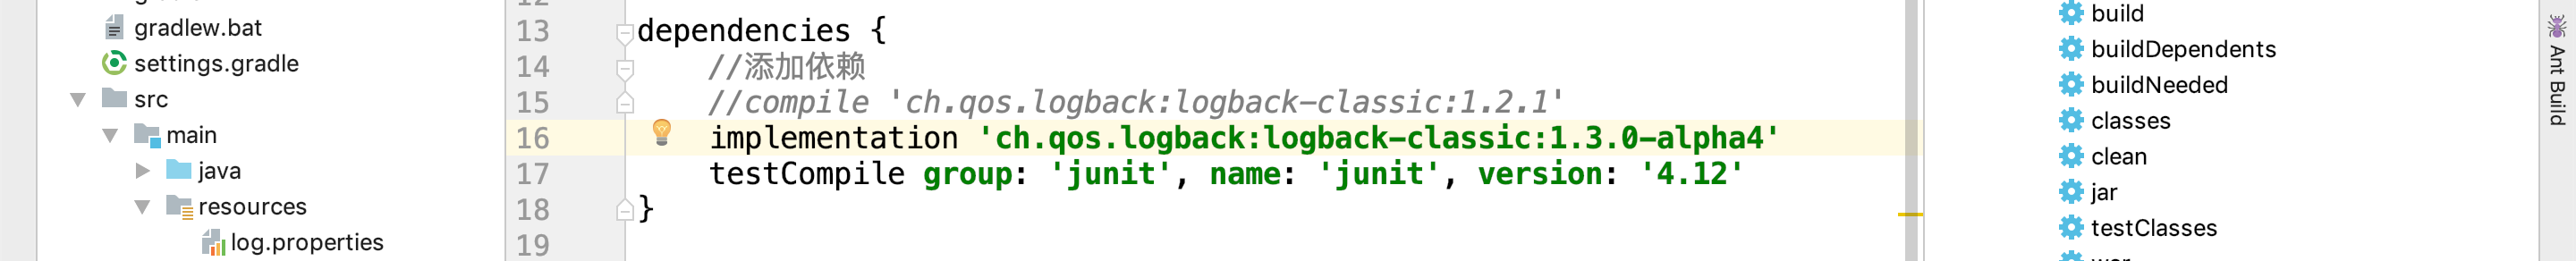 gradlew.bat
settings.gradle
src
main
java
resources
log.properties
13
dependencies {
14
//添加依赖
15
//compile 'ch.qos.logback:logback-classic:1.2.1'
16
implementation 'ch.qos.logback:logback-classic:1.3.0-alpha4'
17
testCompile group: 'junit', name: 'junit', version: '4.12'
18
}
19
build
buildDependents
buildNeeded
classes
clean
jar
testClasses
Ant Build